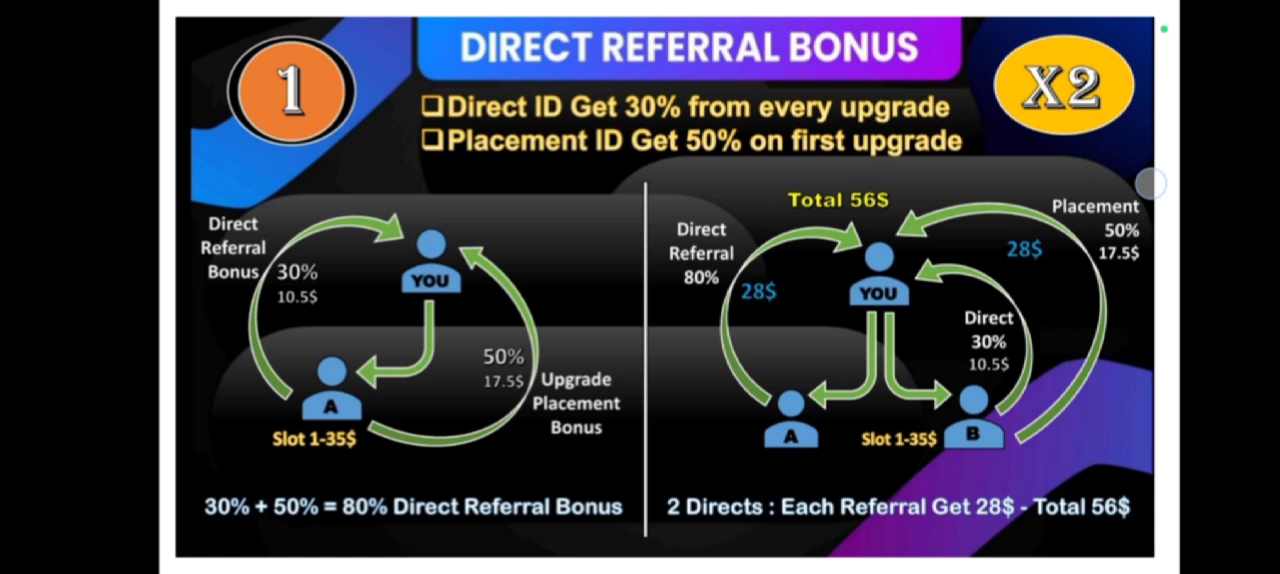 1
DIRECT REFERRAL BONUS
X2
❑Direct ID Get 30% from every upgrade
❑Placement ID Get 50% on first upgrade
Direct
Referral
Bonus
30%
10.5$
YOU
50%
17.5$
Upgrade
Placement
Bonus
A
Slot 1-35$
30% + 50% = 80% Direct Referral Bonus
Total 56$
Direct
Referral
80%
28$
YOU
Placement
50%
17.5$
28$
Direct
30%
10.5$
A
Slot 1-35$
B
2 Directs : Each Referral Get 28$ - Total 56$